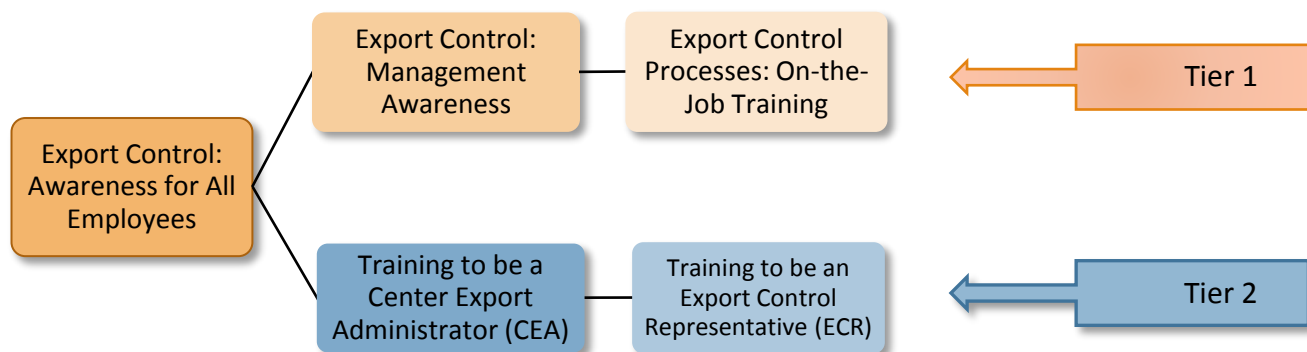 Export Control:
Management
Awareness
Export Control
Processes: On-the-
Job Training
Tier 1
Export Control:
Awareness for All
Employees
Training to be a
Center Export
Administrator (CEA)
Training to be an
Export Control
Representative (ECR)
Tier 2